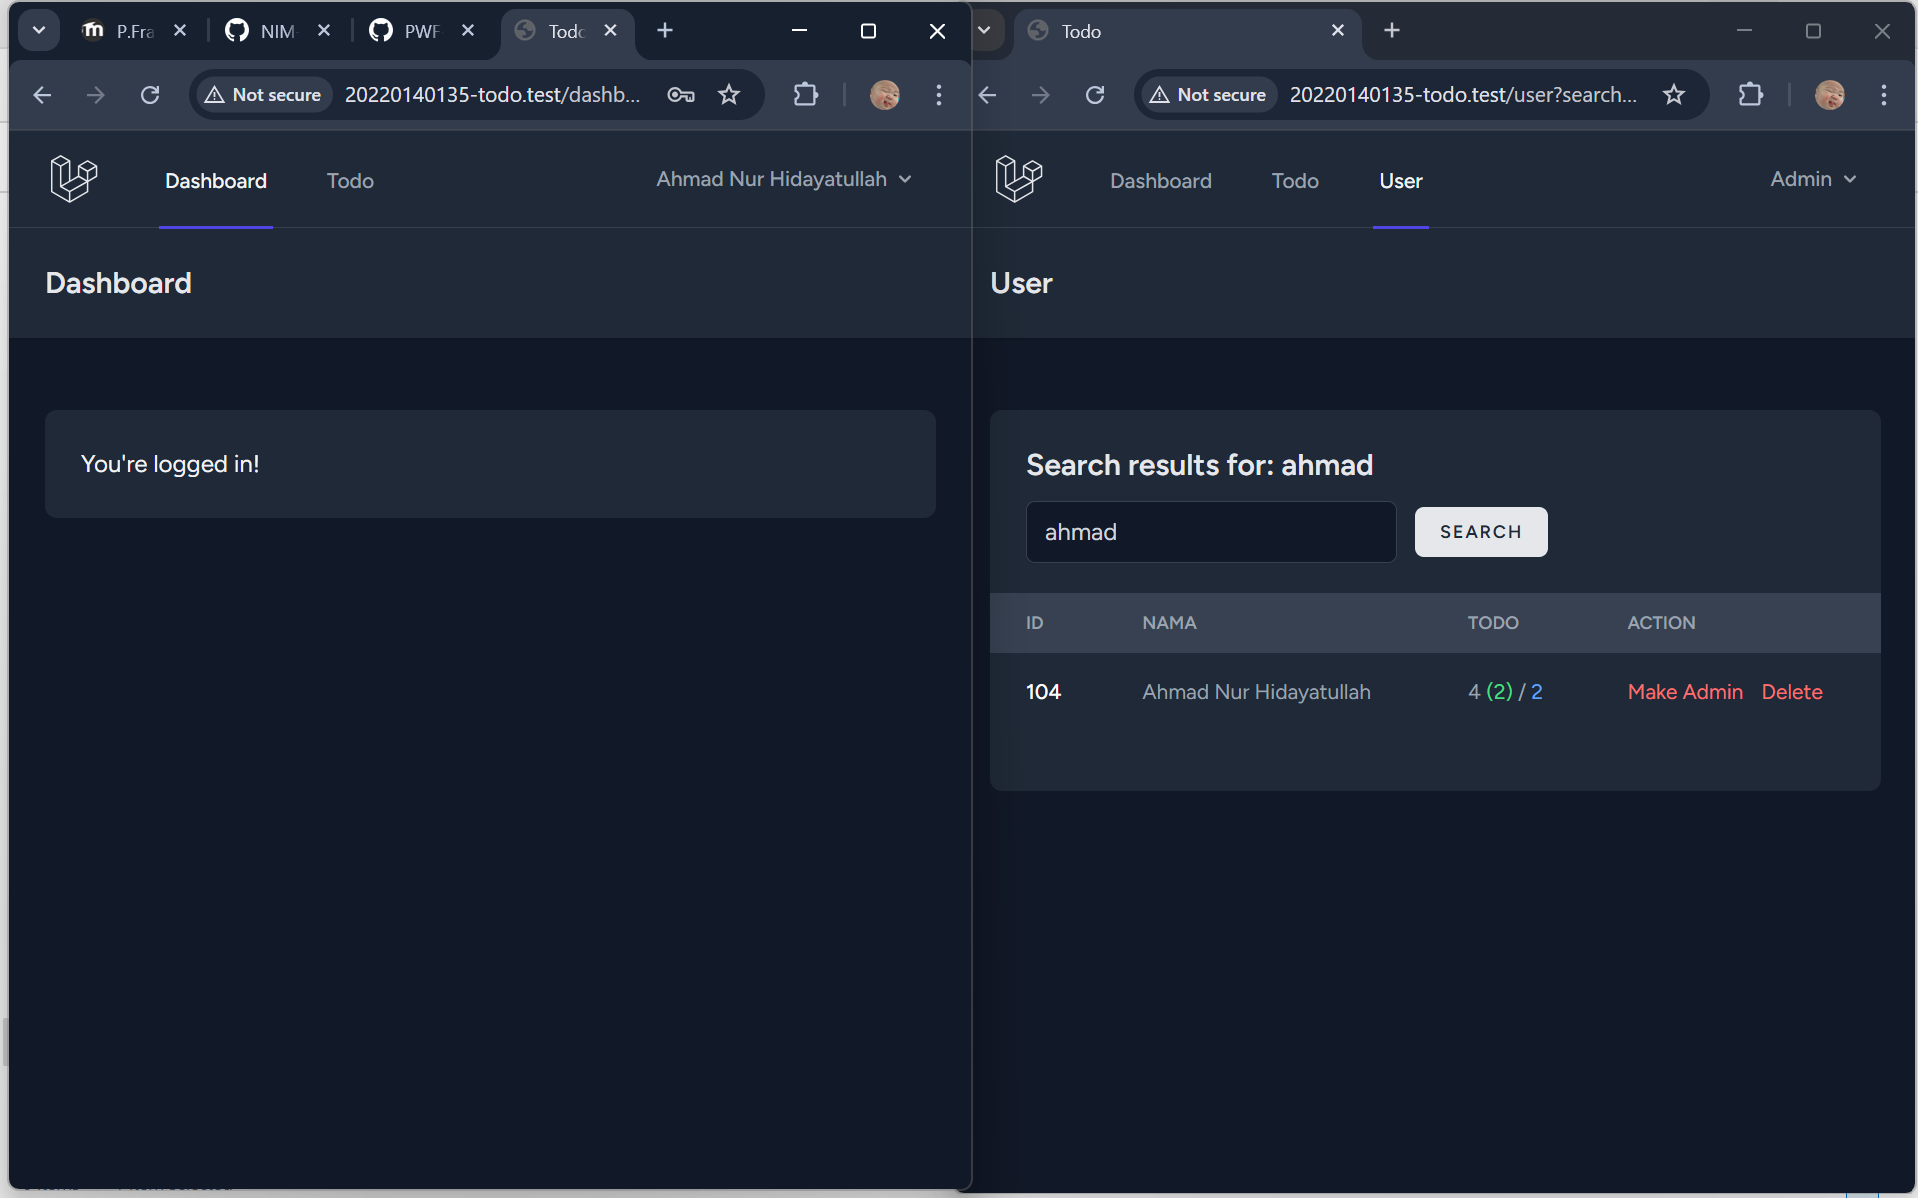 P.Fra
NIM-
PWF
Todo
Not secure
20220140135-todo.test/dashb...
Dashboard
Todo
Ahmad Nur Hidayatullah
Dashboard
You're logged in!
Todo
Not secure
20220140135-todo.test/user?search...
Dashboard
Todo
User
Admin
User
Search results for: ahmad
ahmad
SEARCH
ID NAMA TODO ACTION
104 Ahmad Nur Hidayatullah 4 (2) / 2 Make Admin Delete